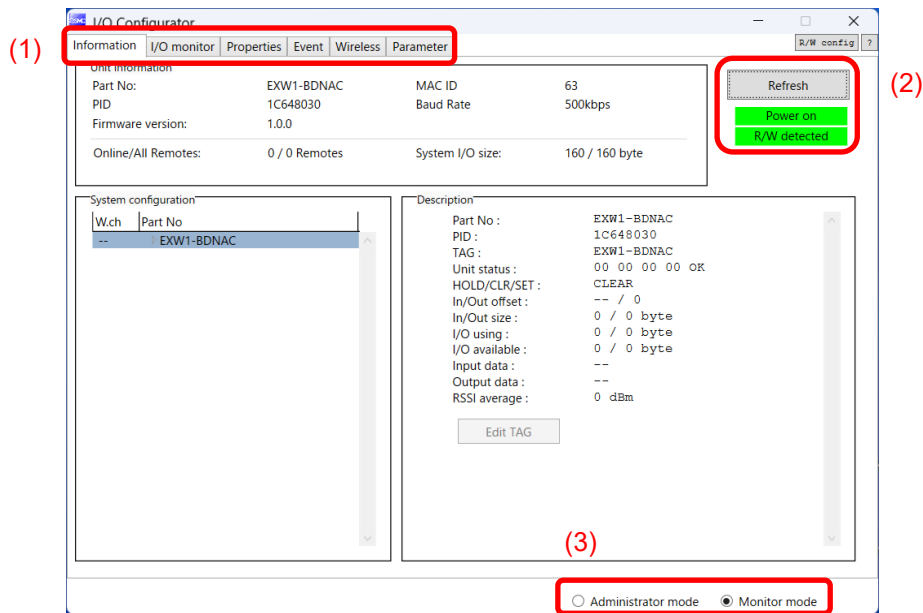 I/O Configurator
(1)
Information I/O monitor Properties Event Wireless Parameter
R/W config ?
Unit Information
Part No: EXW1-BDNAC MAC ID 63
PID 1C648030 Baud Rate 500kbps
Firmware version: 1.0.0
Online/All Remotes: 0 / 0 Remotes System I/O size: 160 / 160 byte
Refresh
(2)
Power on
R/W detected
System configuration
W.ch Part No
-- EXW1-BDNAC
Description
Part No : EXW1-BDNAC
PID : 1C648030
TAG : EXW1-BDNAC
Unit status : 00 00 00 00 OK
HOLD/CLR/SET : CLEAR
In/Out offset : -- / 0
In/Out size : 0 / 0 byte
I/O using : 0 / 0 byte
I/O available : 0 / 0 byte
Input data : --
Output data : --
RSSI average : 0 dBm
Edit TAG
(3)
Administrator mode Monitor mode